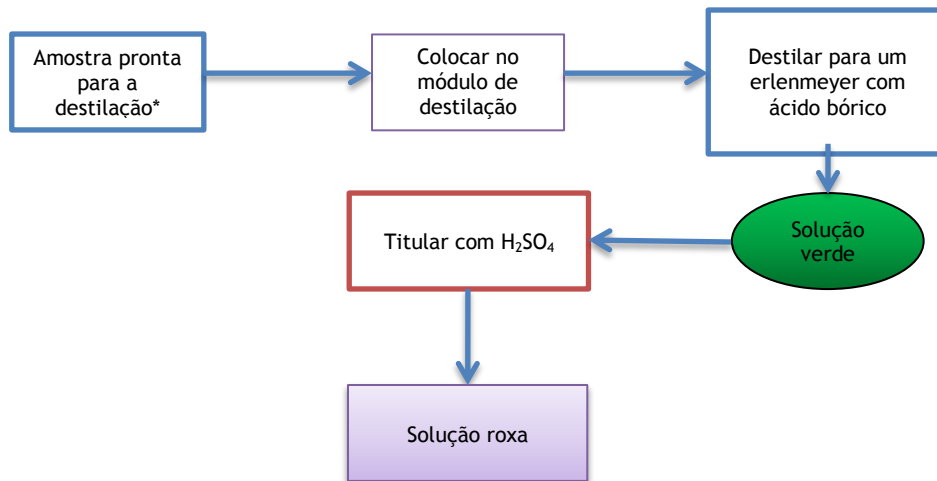 Amostra pronta
para a
destilação*
Colocar no
módulo de
destilação
Destilar para um
erlenmeyer com
ácido bórico
Solução
verde
Titular com H₂SO₄
Solução roxa